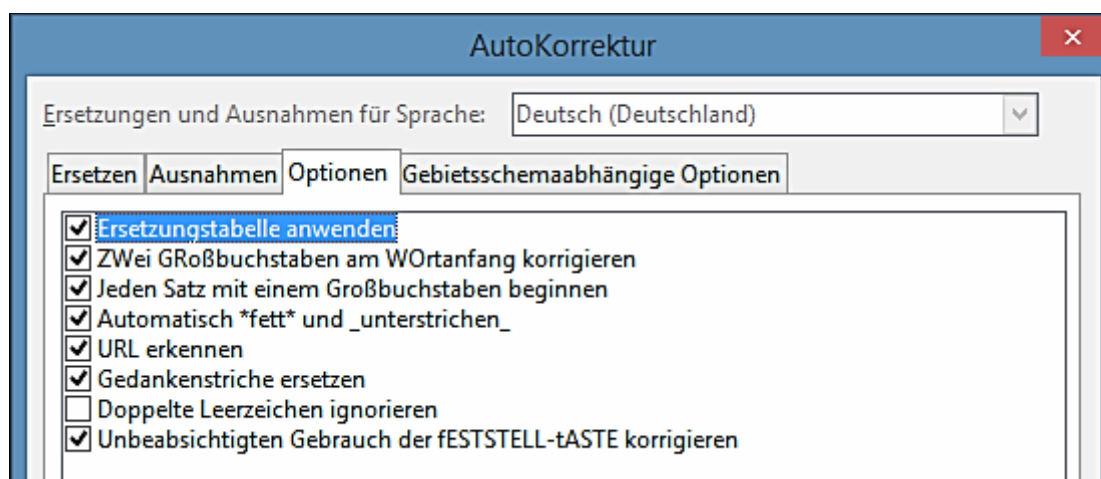 AutoKorrektur
Ersetzungen und Ausnahmen für Sprache: Deutsch (Deutschland)
Ersetzen Ausnahmen Optionen Gebietsschemaabhängige Optionen
Ersetzungstabelle anwenden
ZWei GRoßbuchstaben am WOrtanfang korrigieren
Jeden Satz mit einem Großbuchstaben beginnen
Automatisch *fett* und _unterstrichen_
URL erkennen
Gedankenstriche ersetzen
Doppelte Leerzeichen ignorieren
Unbeabsichtigten Gebrauch der fESTSTELL-tASTE korrigieren